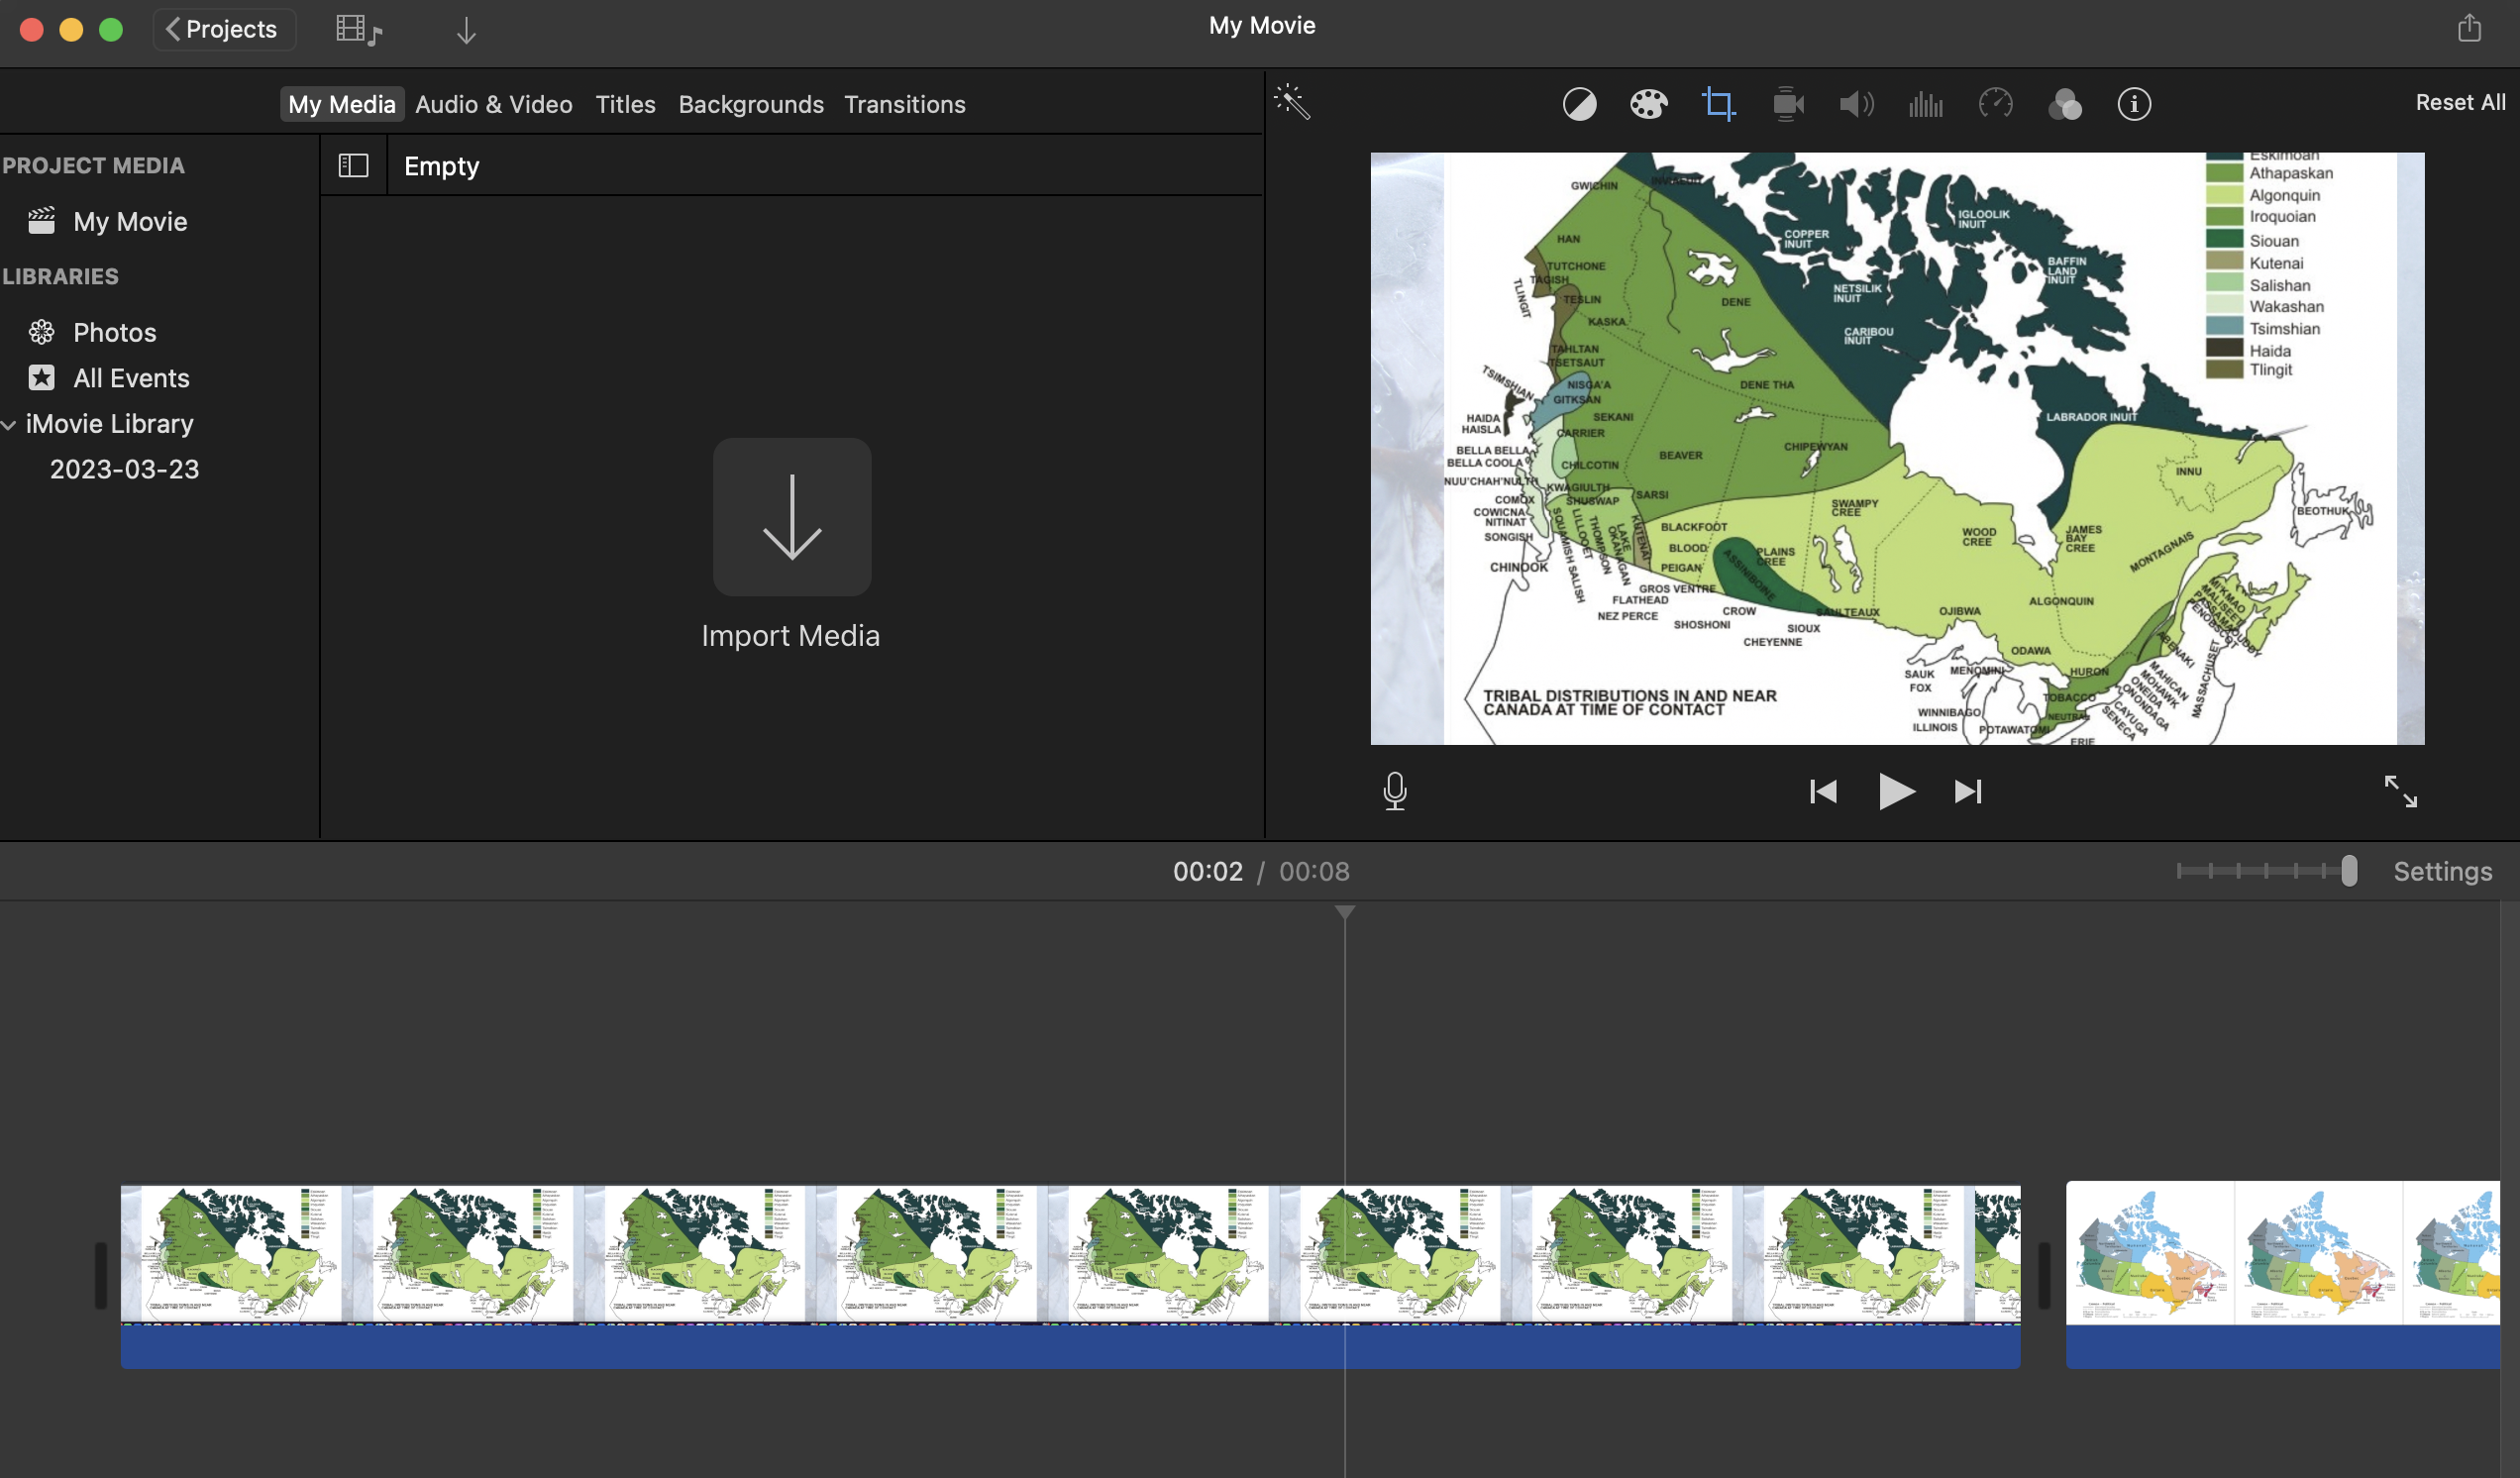 Projects
My Movie
My Media
Audio & Video
Titles
Backgrounds
Transitions
Reset All
PROJECT MEDIA
My Movie
LIBRARIES
Photos
All Events
iMovie Library
2023-03-23
Empty
Import Media
Eskimoan
Athapaskan
Algonquin
Iroquoian
Siouan
Kutenai
Salishan
Wakashan
Tsimshian
Haida
Tlingit
GWICHIN
HAN
TUTCHONE
TAGISH
TLINGIT
TESLIN
KASKA
DENE
TAHLTAN
TSETSAUT
TSIMSHIAN
NISGA'A
GITKSAN
HAIDA
HAISLA
SEKANI
CARRIER
DENE THA
BELLA BELLA
BELLA COOLA
CHILCOTIN
BEAVER
CHIPEWYAN
NUU'CHAH'NULTH
KWAGIULTH
SHUSWAP
SARSI
COMOX
COWICNA
NITINAT
SONGISH
CHINOOK
SQUAMISH SALISH
LILLOOET
THOMPSON
LAKE
OKANAGAN
KUTENAI
COPPER
INUIT
IGLOOLIK
INUIT
BAFFIN
LAND
INUIT
NETSILIK
INUIT
CARIBOU
INUIT
LABRADOR INUIT
INNU
BEOTHUK
SWAMPY
CREE
WOOD
CREE
JAMES
BAY
CREE
MONTAGNAIS
BLACKFOOT
BLOOD
PEIGAN
PLAINS
CREE
ASSINIBOINE
GROS VENTRE
FLATHEAD
NEZ PERCE
CROW
SHOSHONI
SIOUX
CHEYENNE
SAULTEAUX
OJIBWA
ALGONQUIN
ODAWA
MI'KMAQ
MALISEET
PASSAMAQUODDY
PENOBSCOT
ABENAKI
MASSACHUSET
MAHICAN
MOHAWK
ONEIDA
ONONDAGA
CAYUGA
SENECA
HURON
TOBACCO
NEUTRAL
ERIE
SAUK
FOX
MENOMINI
WINNIBAGO
ILLINOIS
POTAWATOMI
TRIBAL DISTRIBUTIONS IN AND NEAR
CANADA AT TIME OF CONTACT
00:02 / 00:08
Settings